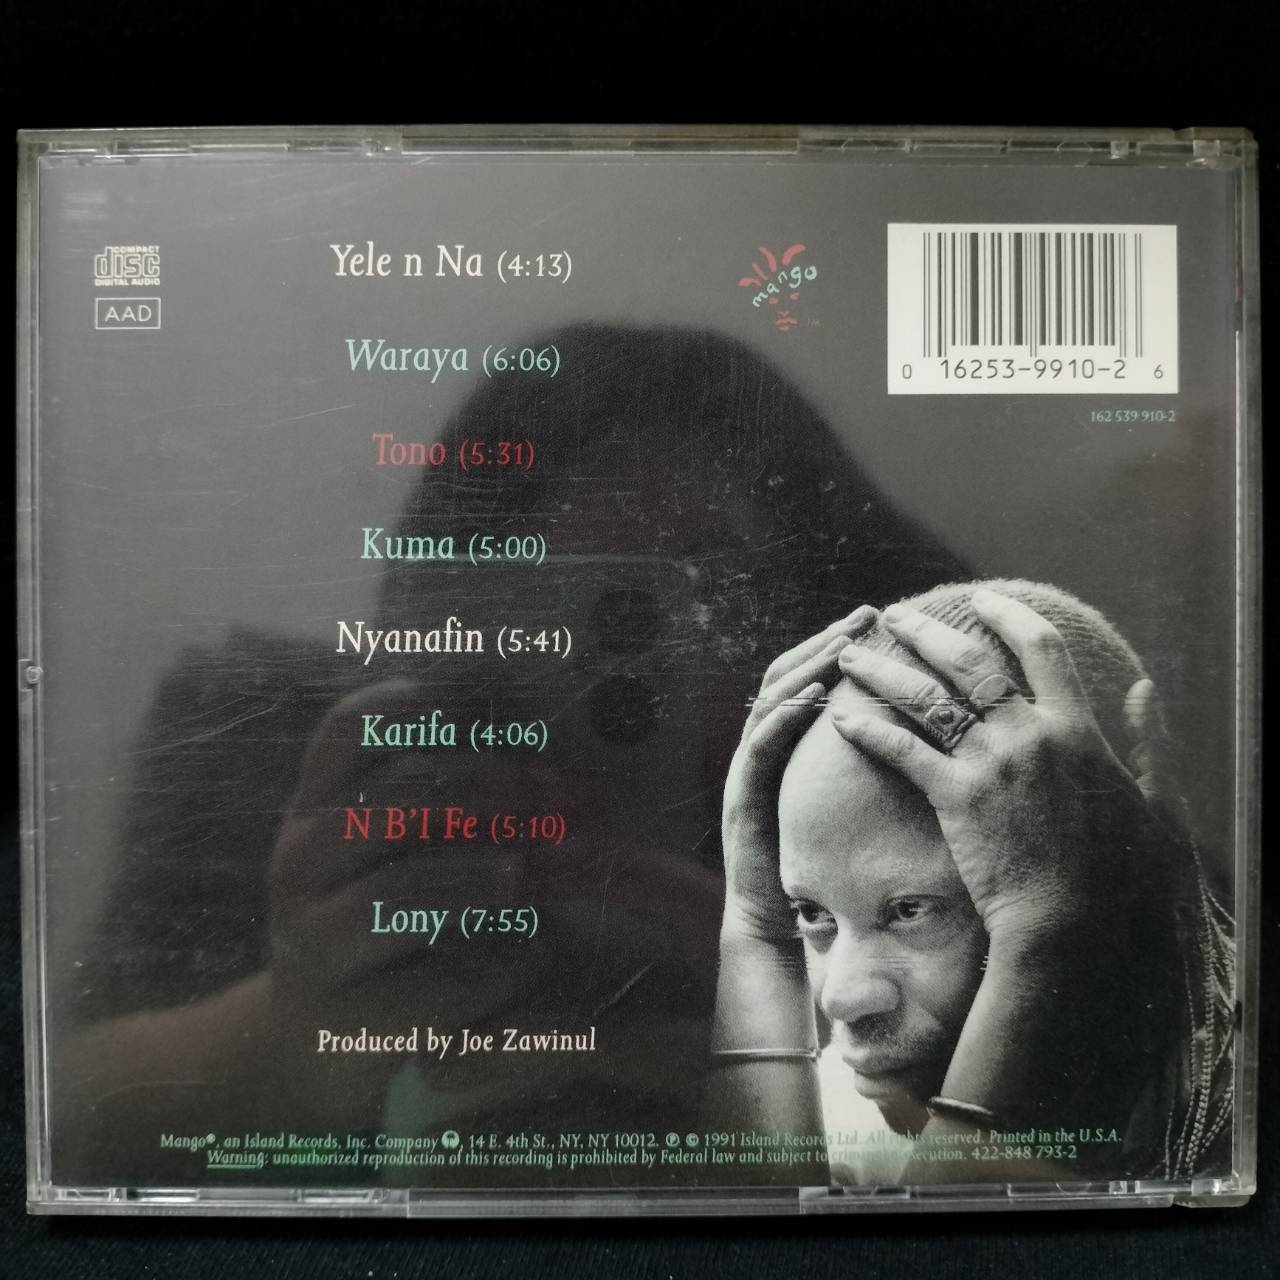 COMPACT
disc
DIGITAL AUDIO
AAD
Yele n Na (4:13)
Waraya (6:06)
Tono (5:31)
Kuma (5:00)
Nyanafin (5:41)
Karifa (4:06)
N B'I Fe (5:10)
Lony (7:55)
Produced by Joe Zawinul
mango
TM
0 16253-9910-2 6
162 539 910-2
Mango®, an Island Records, Inc. Company, 14 E. 4th St., NY, NY 10012. ℗ © 1991 Island Records Ltd. All rights reserved. Printed in the U.S.A.
Warning: unauthorized reproduction of this recording is prohibited by Federal law and subject to criminal prosecution. 422-848 793-2